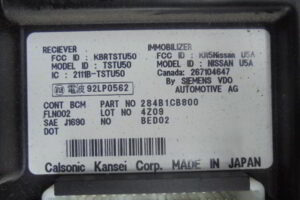 RECIEVER IMMOBILIZER
FCC ID : KBRTSTU50 FCC ID : KR5Nissan USA
MODEL ID : TSTU50 MODEL ID : NISSAN USA
IC : 2111B-TSTU50 Canada: 267104647
電波 92LP0562 By SIEMENS VDO
AUTOMOTIVE AG
CONT BCM PART NO 284B1CB800
FLN002 LOT NO 4Z09
SAE J1690 NO BED02
DOT
Calsonic Kansei Corp. MADE IN JAPAN